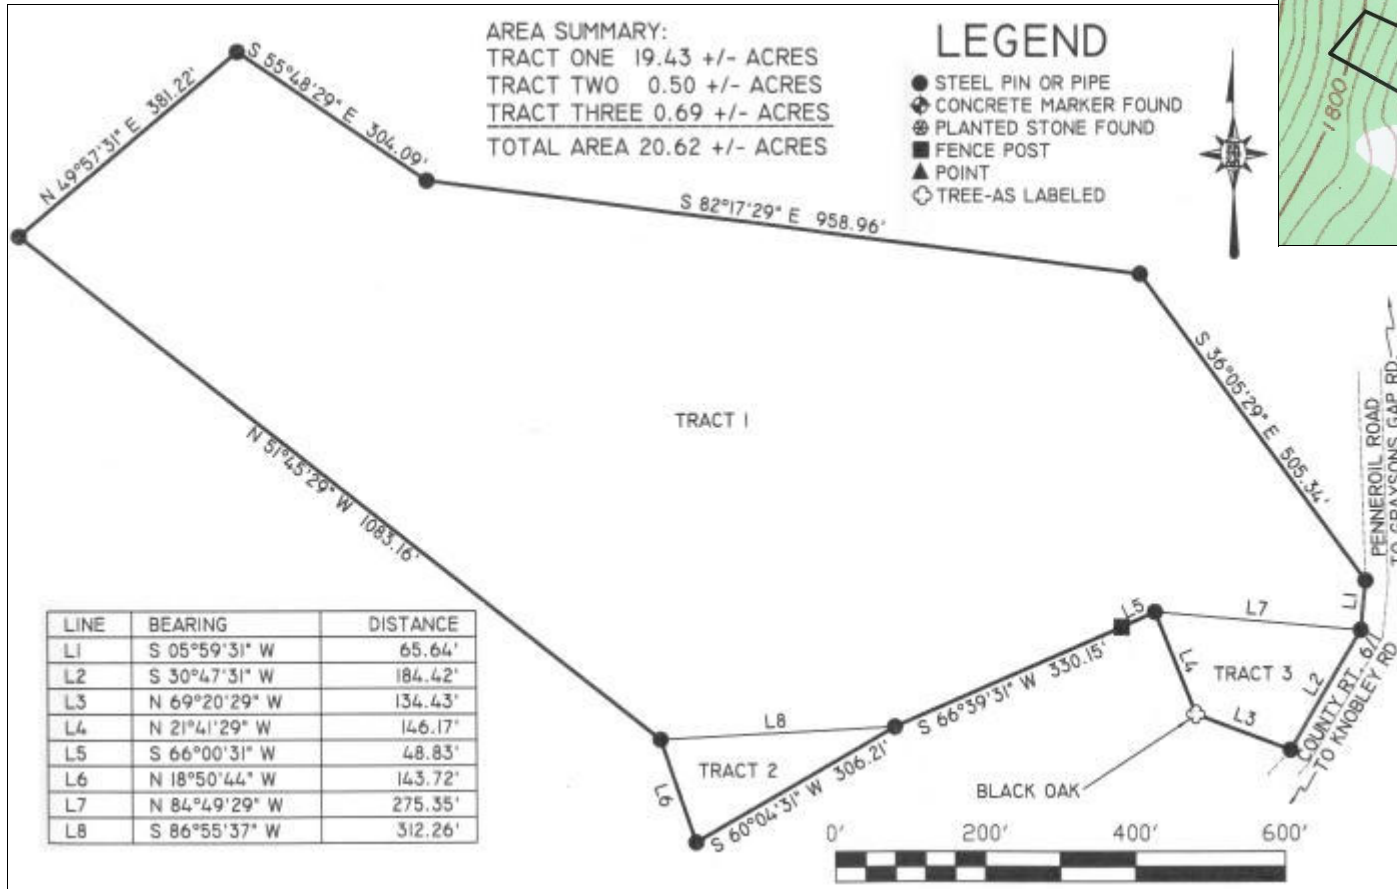 AREA SUMMARY:
TRACT ONE 19.43 +/- ACRES
TRACT TWO 0.50 +/- ACRES
TRACT THREE 0.69 +/- ACRES
TOTAL AREA 20.62 +/- ACRES
LEGEND
STEEL PIN OR PIPE
CONCRETE MARKER FOUND
PLANTED STONE FOUND
FENCE POST
POINT
TREE-AS LABELED
1800
N 49°57'31" E 381.22'
S 55°48'29" E 304.09'
S 82°17'29" E 958.96'
S 36°05'29" E 505.34'
TRACT 1
N 51°45'29" W 1083.16'
PENNEROIL ROAD
TO GRAYSONS GAP RD.
L1
L5
L7
L4
TRACT 3
L2
L3
COUNTY RT. 6/1
TO KNOBLEY RD
S 66°39'31" W 330.15'
L8
TRACT 2
L6
S 60°04'31" W 306.21'
BLACK OAK
LINE BEARING DISTANCE
L1 S 05°59'31" W 65.64'
L2 S 30°47'31" W 184.42'
L3 N 69°20'29" W 134.43'
L4 N 21°41'29" W 146.17'
L5 S 66°00'31" W 48.83'
L6 N 18°50'44" W 143.72'
L7 N 84°49'29" W 275.35'
L8 S 86°55'37" W 312.26'
0' 200' 400' 600'